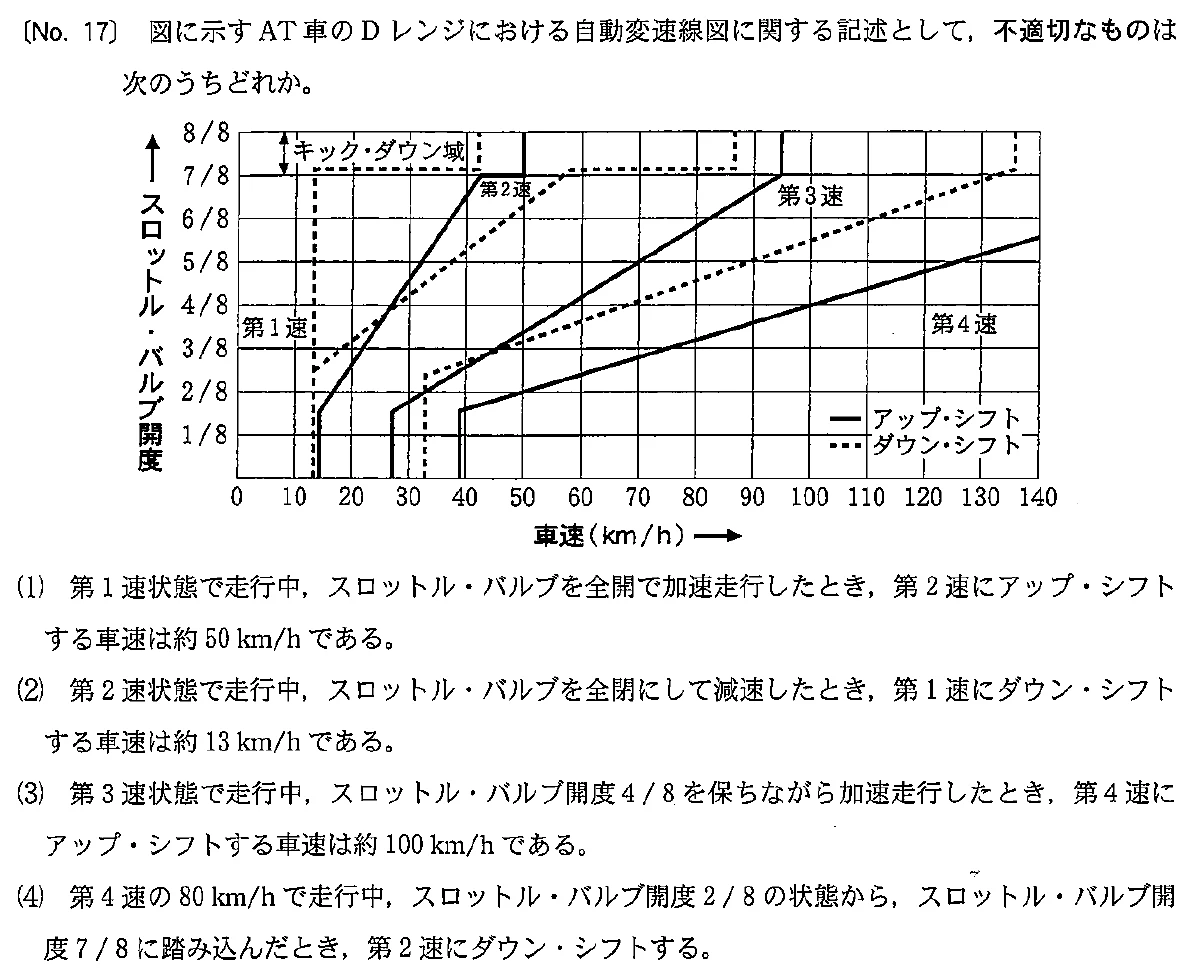 〔No. 17〕 図に示す AT 車の D レンジにおける自動変速線図に関する記述として，不適切なものは
次のうちどれか。
8/8
キック・ダウン域
7/8
第2速
第3速
6/8
5/8
4/8
第1速
第4速
3/8
2/8
アップ・シフト
1/8
ダウン・シフト
スロットル・バルブ開度
0 10 20 30 40 50 60 70 80 90 100 110 120 130 140
車速(km/h)
⑴ 第1速状態で走行中，スロットル・バルブを全開で加速走行したとき，第2速にアップ・シフト
する車速は約 50 km/h である。
⑵ 第2速状態で走行中，スロットル・バルブを全閉にして減速したとき，第1速にダウン・シフト
する車速は約 13 km/h である。
⑶ 第3速状態で走行中，スロットル・バルブ開度4/8を保ちながら加速走行したとき，第4速に
アップ・シフトする車速は約 100 km/h である。
⑷ 第4速の 80 km/h で走行中，スロットル・バルブ開度2/8の状態から，スロットル・バルブ開
度7/8に踏み込んだとき，第2速にダウン・シフトする。